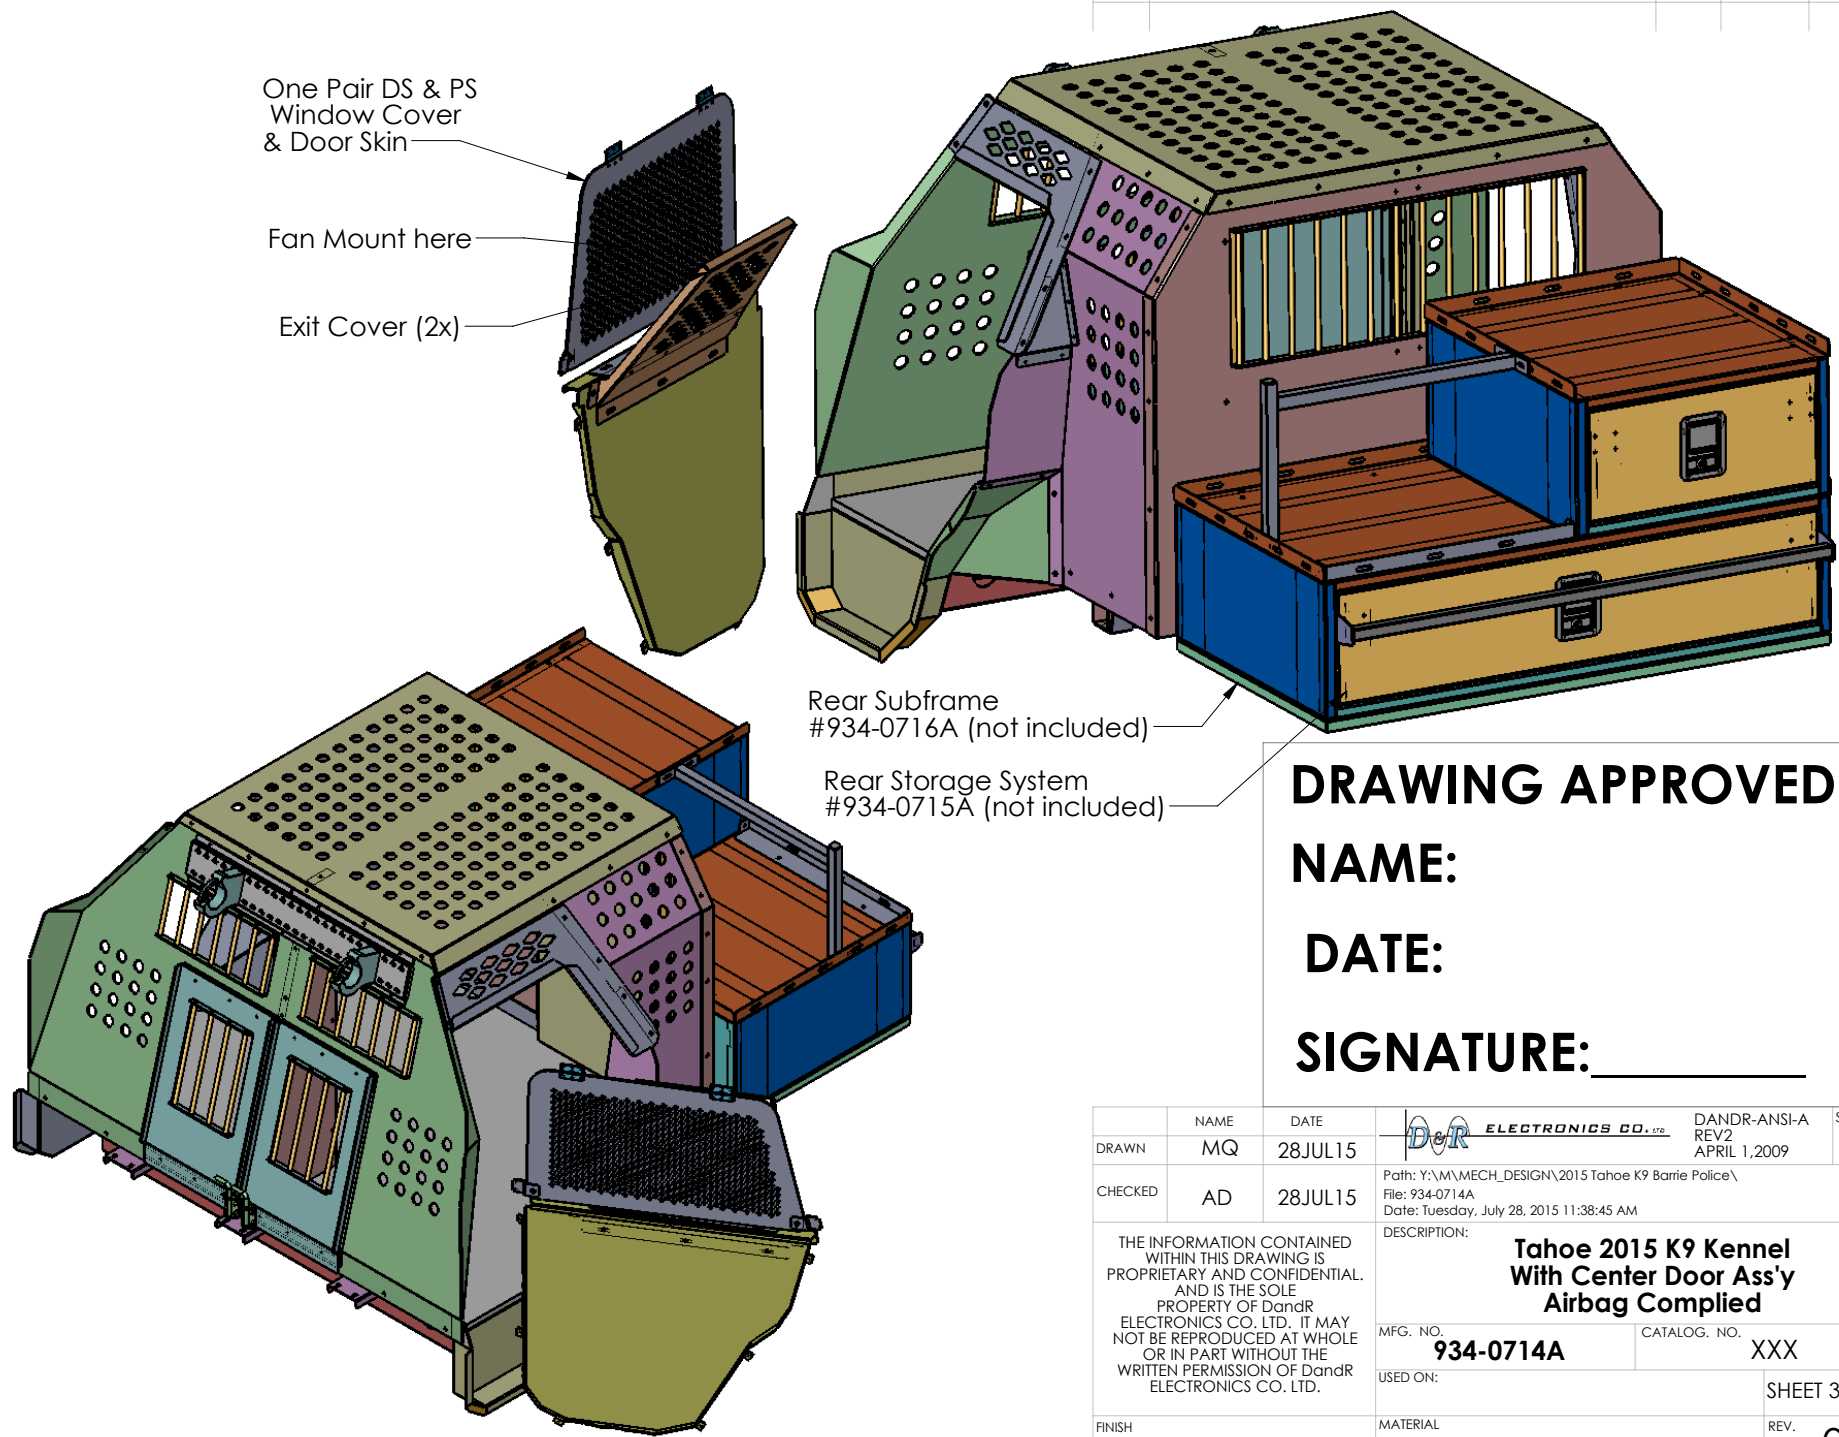 One Pair DS & PS
Window Cover
& Door Skin
Fan Mount here
Exit Cover (2x)
Rear Subframe
#934-0716A (not included)
Rear Storage System
#934-0715A (not included)
DRAWING APPROVED
NAME:
DATE:
SIGNATURE:
NAME
DATE
DRAWN
MQ
28JUL15
CHECKED
AD
28JUL15
D&R ELECTRONICS CO. LTD
DANDR-ANSI-A
REV2
APRIL 1,2009
Path: Y:\M\MECH_DESIGN\2015 Tahoe K9 Barrie Police\
File: 934-0714A
Date: Tuesday, July 28, 2015 11:38:45 AM
THE INFORMATION CONTAINED
WITHIN THIS DRAWING IS
PROPRIETARY AND CONFIDENTIAL.
AND IS THE SOLE
PROPERTY OF DandR
ELECTRONICS CO. LTD. IT MAY
NOT BE REPRODUCED AT WHOLE
OR IN PART WITHOUT THE
WRITTEN PERMISSION OF DandR
ELECTRONICS CO. LTD.
DESCRIPTION:
Tahoe 2015 K9 Kennel
With Center Door Ass'y
Airbag Complied
MFG. NO.
934-0714A
CATALOG. NO.
XXX
USED ON:
SHEET 3
FINISH
MATERIAL
REV.